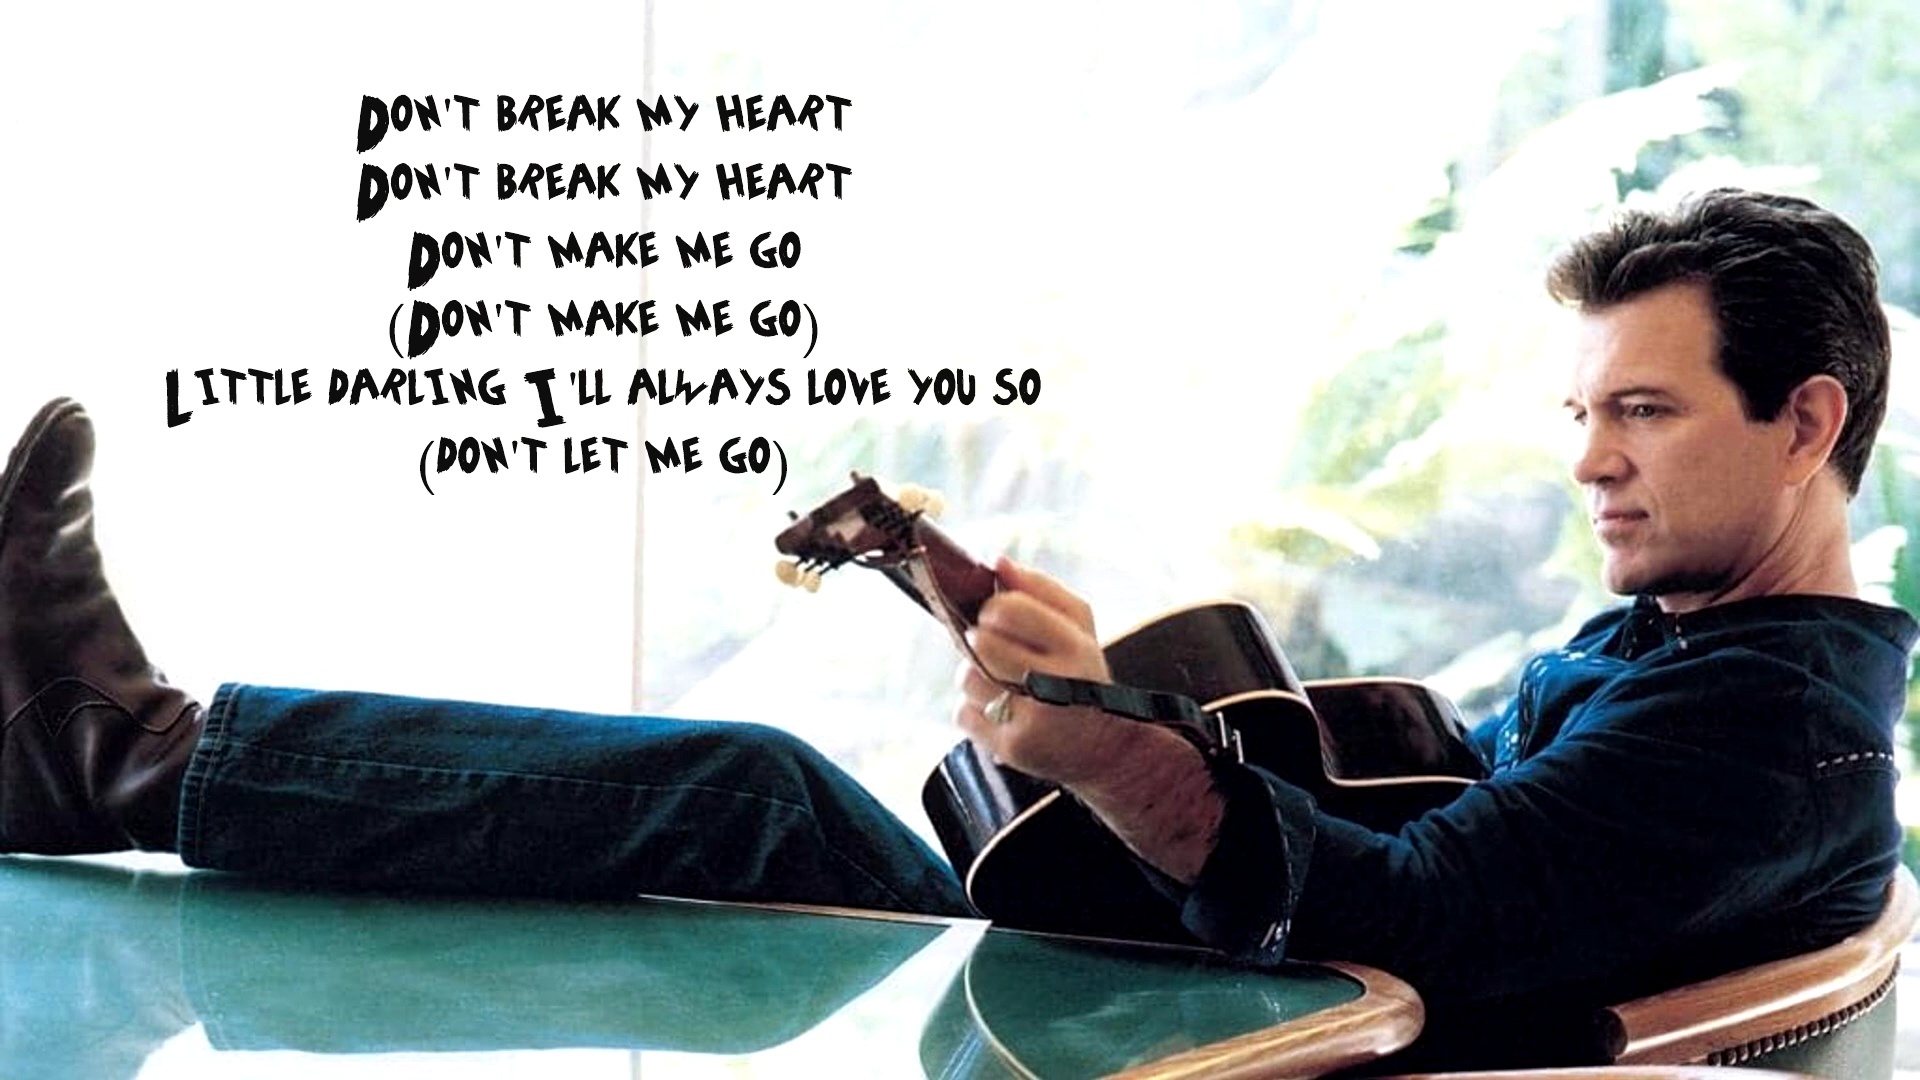 Don't break my heart
Don't break my heart
Don't make me go
(Don't make me go)
Little darling I'll always love you so
(don't let me go)